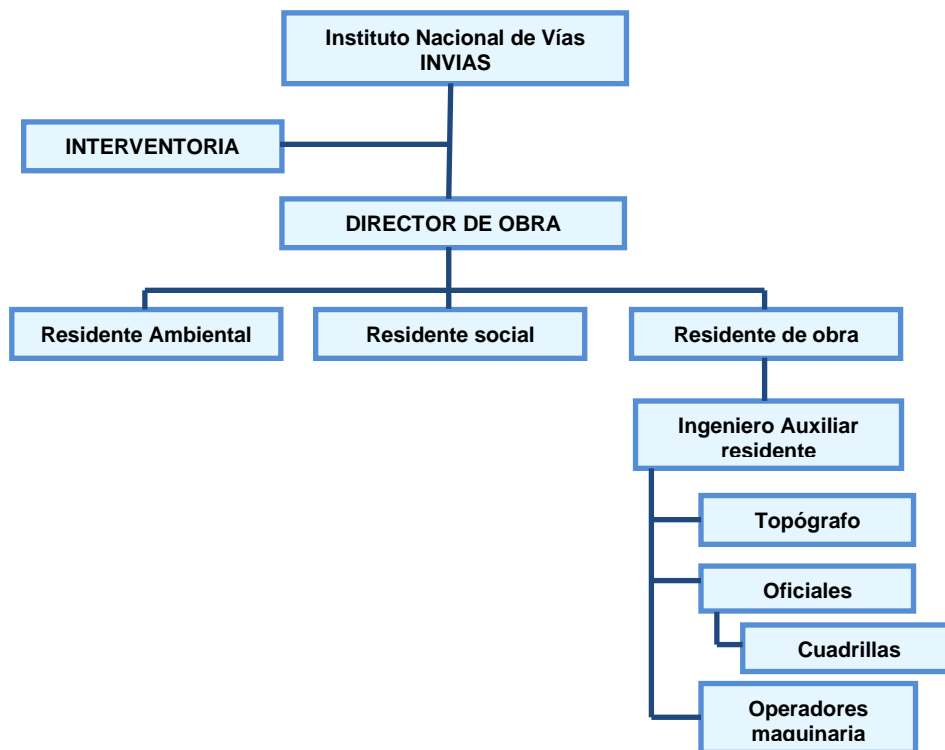 Instituto Nacional de Vías
INVIAS
INTERVENTORIA
DIRECTOR DE OBRA
Residente Ambiental
Residente social
Residente de obra
Ingeniero Auxiliar
residente
Topógrafo
Oficiales
Cuadrillas
Operadores
maquinaria